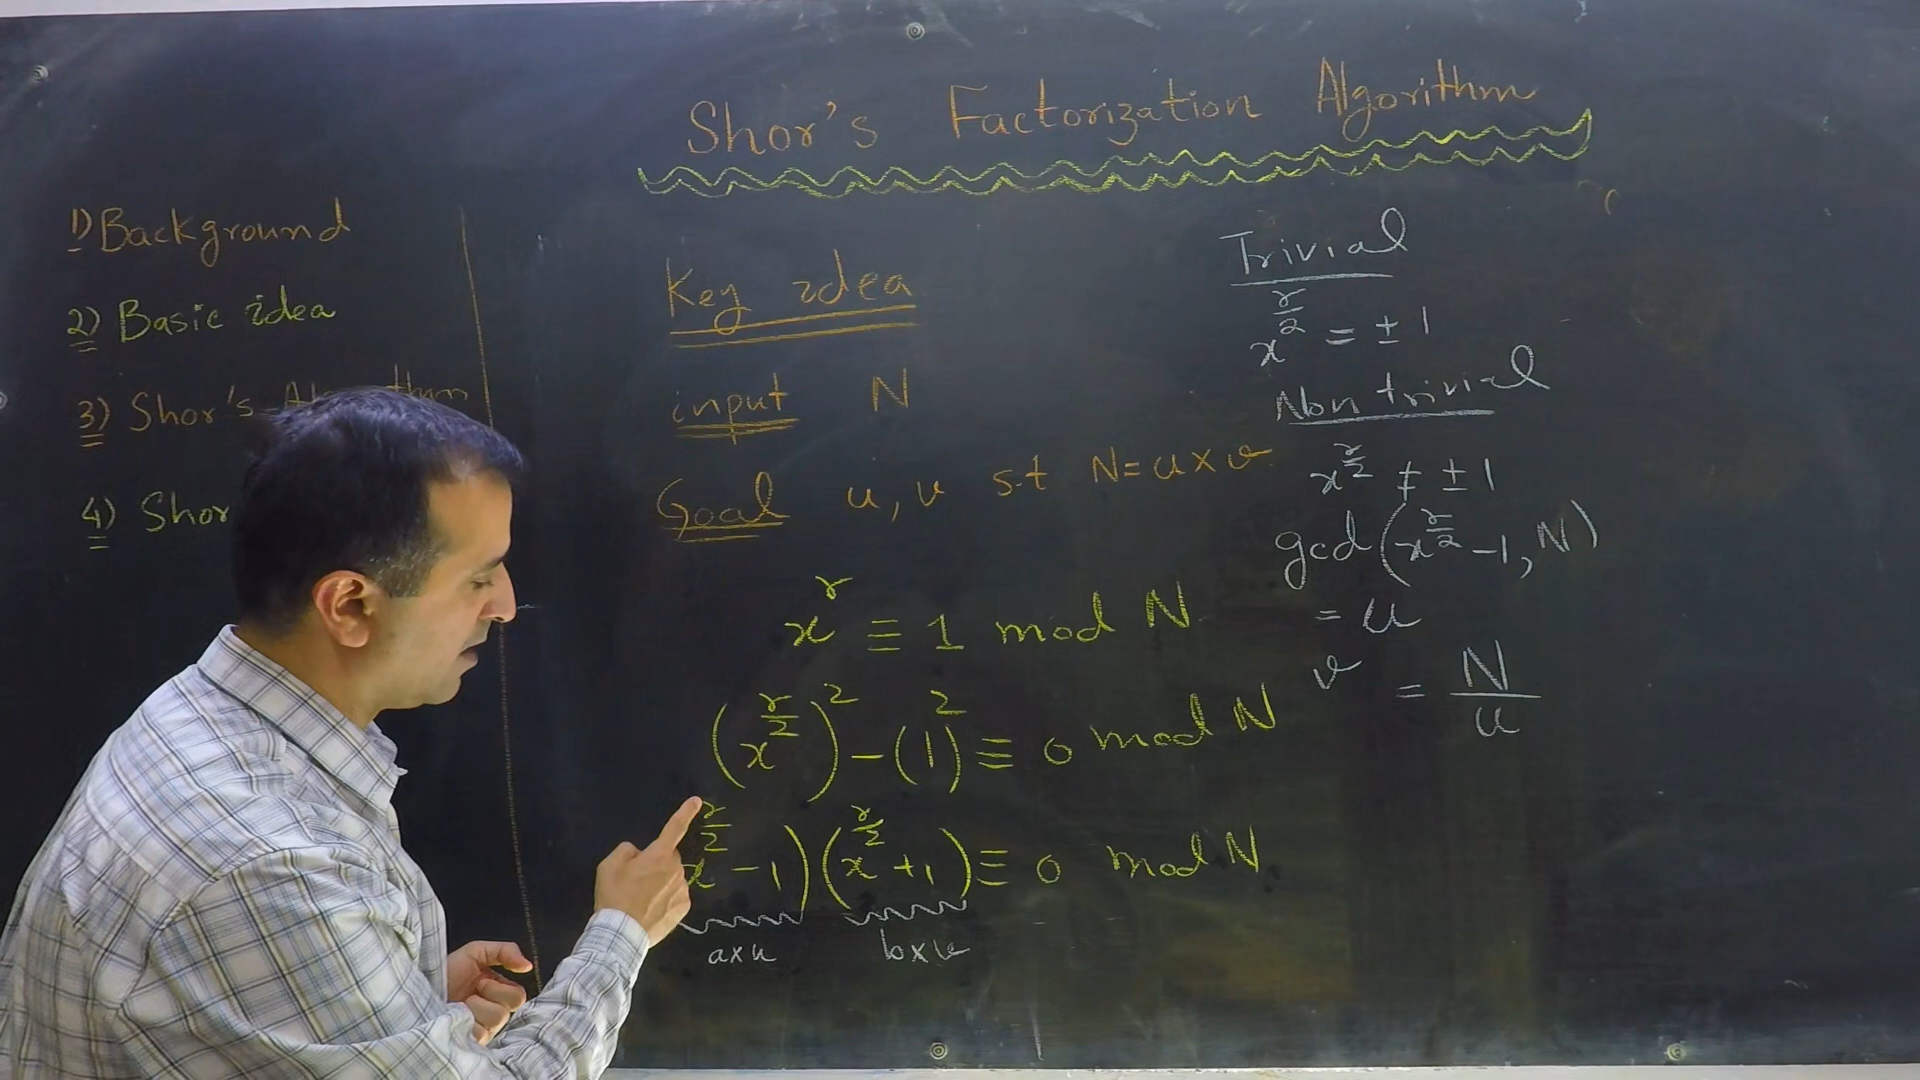 Shor's Factorization Algorithm
1) Background
2) Basic idea
3) Shor's Algorithm
4) Shor
Key idea
input N
Goal u, v s.t N = u × v
x^r ≡ 1 mod N
(x^(r/2))^2 - (1)^2 ≡ 0 mod N
x^(r/2) - 1)(x^(r/2) + 1) ≡ 0 mod N
a×u b×v
Trivial
x^(r/2) = ± 1
Non trivial
x^(r/2) ≠ ± 1
gcd(x^(r/2) - 1, N)
= u
v = N/u